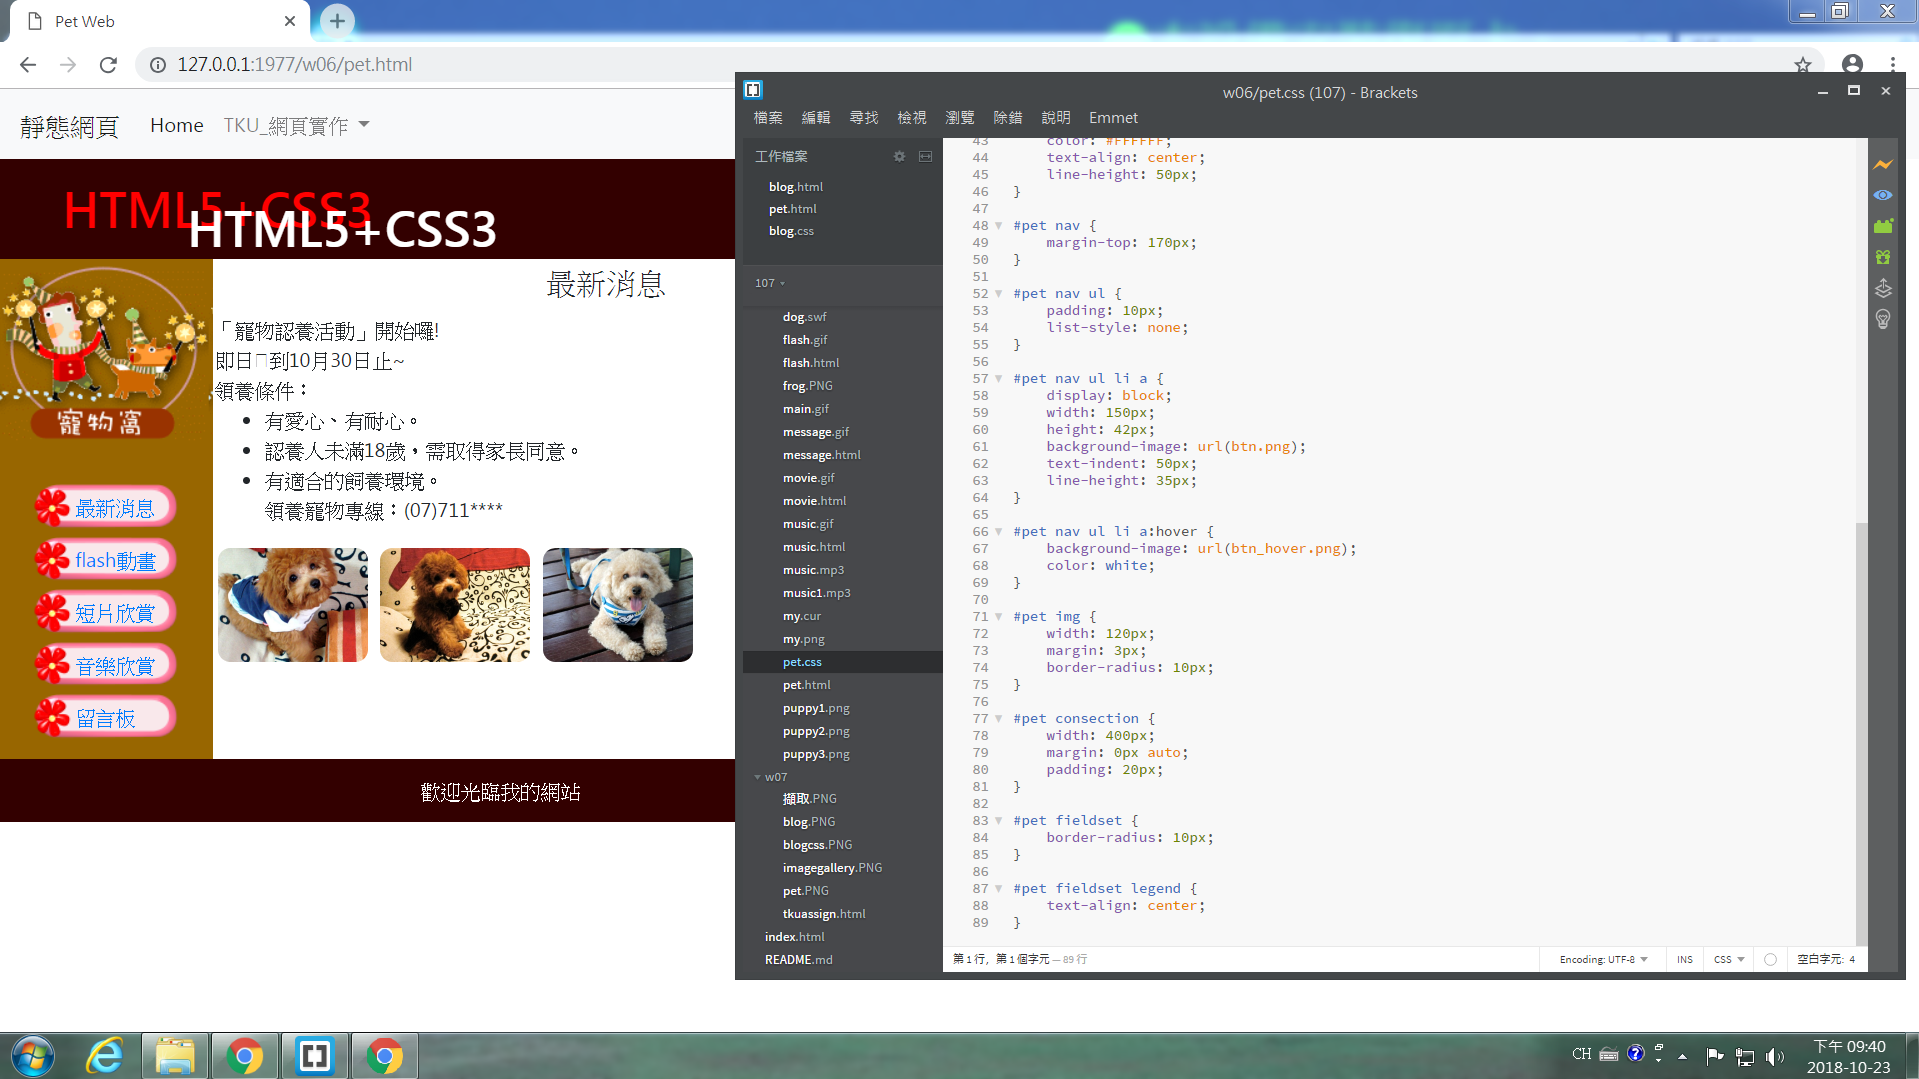 Pet Web
127.0.0.1:1977/w06/pet.html
靜態網頁
Home
TKU_網頁實作
HTML5+CSS3
HTML5+CSS3
寵物窩
最新消息
flash動畫
短片欣賞
音樂欣賞
留言板
最新消息
「寵物認養活動」開始囉!
即日到10月30日止~
領養條件：
有愛心、有耐心。
認養人未滿18歲，需取得家長同意。
有適合的飼養環境。
領養寵物專線：(07)711****
歡迎光臨我的網站
w06/pet.css (107) - Brackets
檔案 編輯 尋找 檢視 瀏覽 除錯 說明 Emmet
工作檔案
blog.html
pet.html
blog.css
107
dog.swf
flash.gif
flash.html
frog.PNG
main.gif
message.gif
message.html
movie.gif
movie.html
music.gif
music.html
music.mp3
music1.mp3
my.cur
my.png
pet.css
pet.html
puppy1.png
puppy2.png
puppy3.png
w07
擷取.PNG
blog.PNG
blogcss.PNG
imagegallery.PNG
pet.PNG
tkuassign.html
index.html
README.md
43 color: #FFFFFF;
44 text-align: center;
45 line-height: 50px;
46 }
47
48 #pet nav {
49 margin-top: 170px;
50 }
51
52 #pet nav ul {
53 padding: 10px;
54 list-style: none;
55 }
56
57 #pet nav ul li a {
58 display: block;
59 width: 150px;
60 height: 42px;
61 background-image: url(btn.png);
62 text-indent: 50px;
63 line-height: 35px;
64 }
65
66 #pet nav ul li a:hover {
67 background-image: url(btn_hover.png);
68 color: white;
69 }
70
71 #pet img {
72 width: 120px;
73 margin: 3px;
74 border-radius: 10px;
75 }
76
77 #pet consection {
78 width: 400px;
79 margin: 0px auto;
80 padding: 20px;
81 }
82
83 #pet fieldset {
84 border-radius: 10px;
85 }
86
87 #pet fieldset legend {
88 text-align: center;
89 }
第 1 行，第 1 個字元 — 89 行
Encoding: UTF-8
INS
CSS
空白字元: 4
CH
下午 09:40
2018-10-23